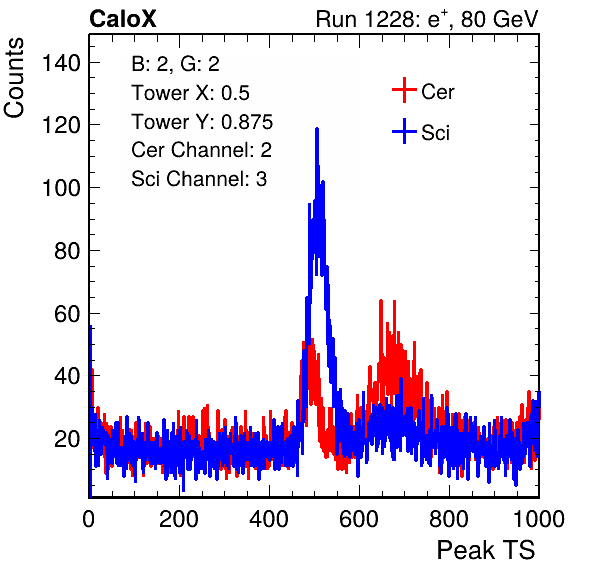 CaloX Run 1228: e⁺, 80 GeV
Counts
140
120
100
80
60
40
20
B: 2, G: 2
Tower X: 0.5
Tower Y: 0.875
Cer Channel: 2
Sci Channel: 3
Cer
Sci
0 200 400 600 800 1000
Peak TS